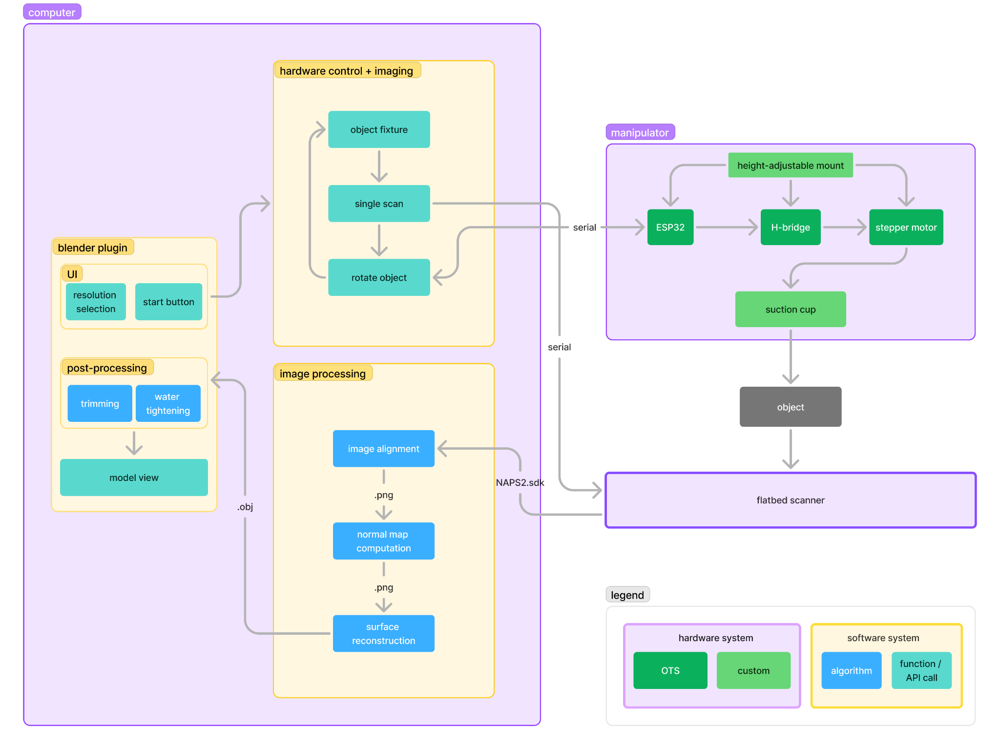 computer
hardware control + imaging
object fixture
single scan
rotate object
blender plugin
UI
resolution
selection
start button
post-processing
trimming
water
tightening
model view
.obj
image processing
image alignment
.png
normal map
computation
.png
surface
reconstruction
serial
serial
NAPS2.sdk
manipulator
height-adjustable mount
ESP32
H-bridge
stepper motor
suction cup
object
flatbed scanner
legend
hardware system
OTS
custom
software system
algorithm
function /
API call